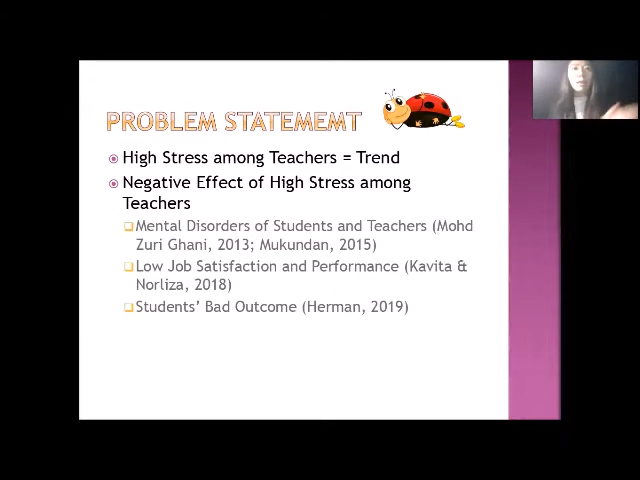 PROBLEM STATEMEMT
High Stress among Teachers = Trend
Negative Effect of High Stress among
Teachers
Mental Disorders of Students and Teachers (Mohd
Zuri Ghani, 2013; Mukundan, 2015)
Low Job Satisfaction and Performance (Kavita &
Norliza, 2018)
Students’ Bad Outcome (Herman, 2019)